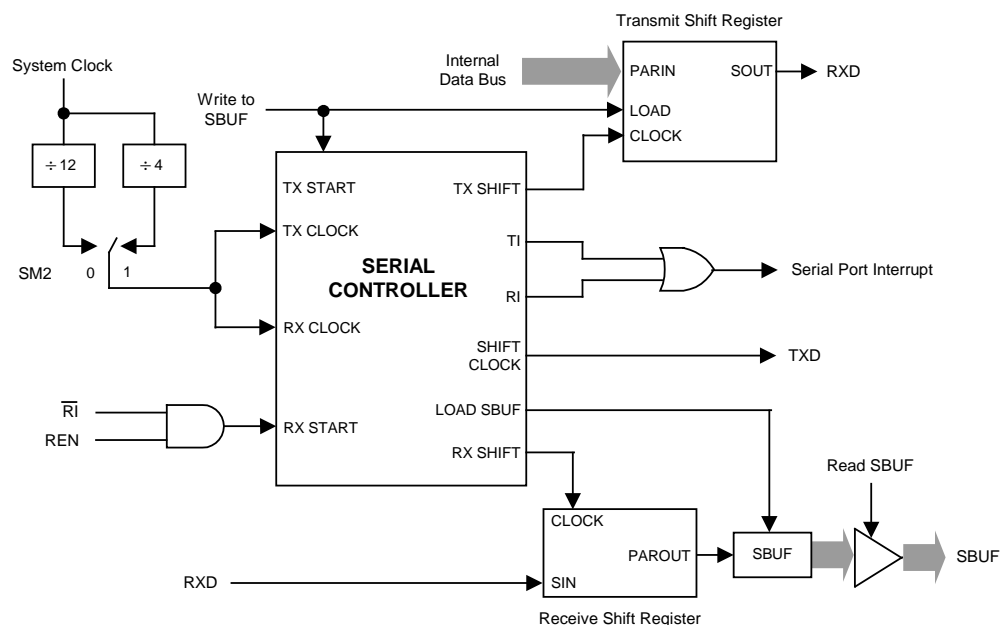 Transmit Shift Register
System Clock
Internal
Data Bus
PARIN
SOUT
RXD
Write to
SBUF
LOAD
CLOCK
÷12
÷4
TX START
TX SHIFT
TX CLOCK
TI
SM2
0
1
SERIAL
CONTROLLER
Serial Port Interrupt
RI
RX CLOCK
SHIFT
CLOCK
TXD
R̅I̅
REN
LOAD SBUF
RX START
RX SHIFT
Read SBUF
CLOCK
PAROUT
SBUF
SBUF
RXD
SIN
Receive Shift Register